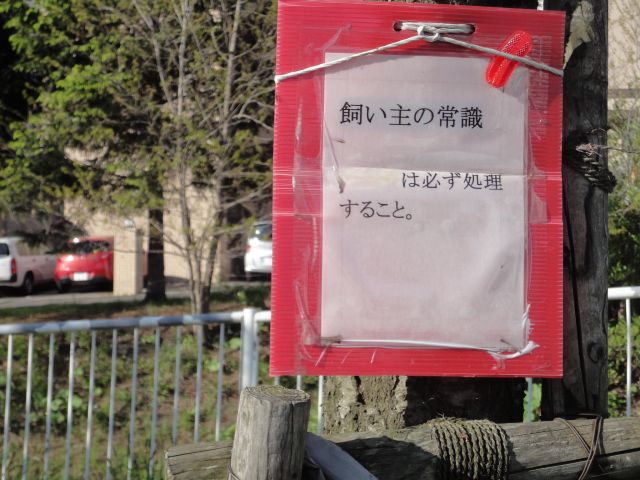 飼い主の常識
は必ず処理
すること。